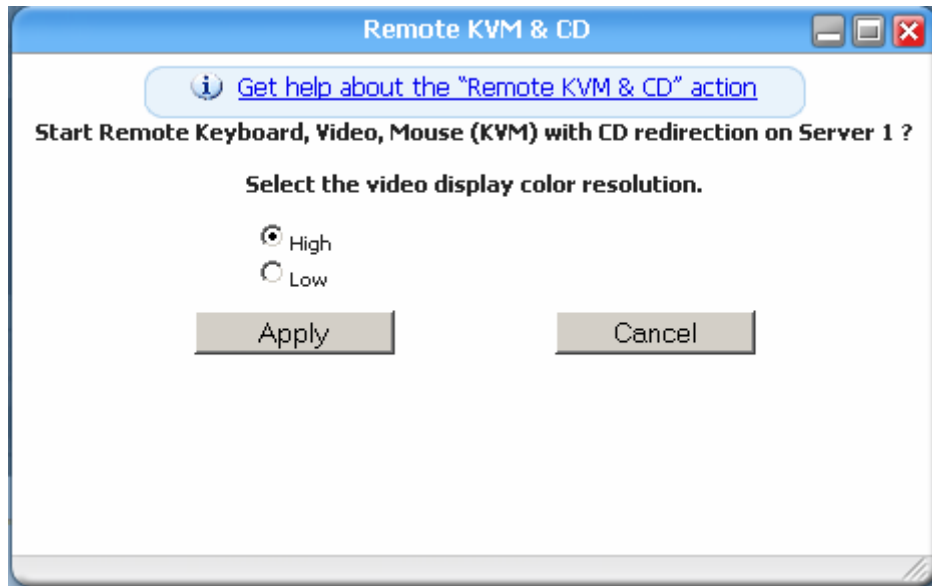 Remote KVM & CD
Get help about the "Remote KVM & CD" action
Start Remote Keyboard, Video, Mouse (KVM) with CD redirection on Server 1 ?
Select the video display color resolution.
High
Low
Apply Cancel